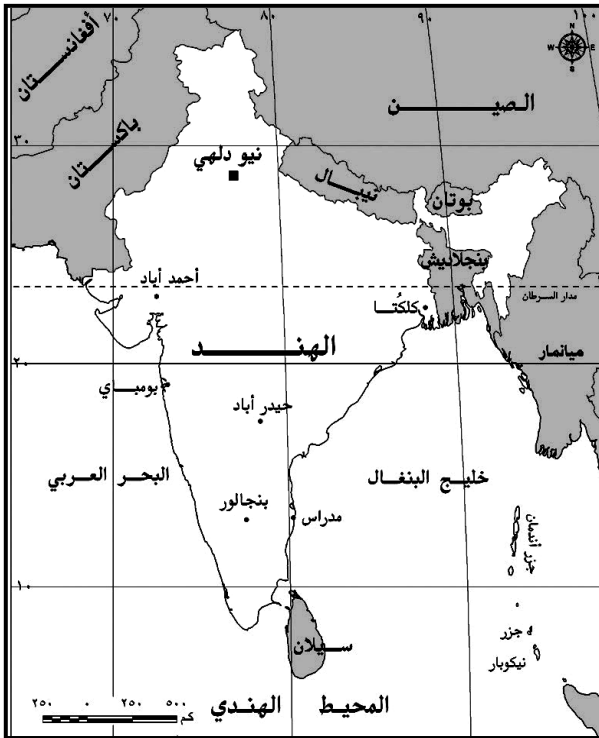 ٧٠
٨٠
٩٠
١٠٠
N
W E
S
أفغانستان
الصين
باكستان
٣٠
نيو دلهي
نيبال
بوتان
بنجلاديش
أحمد أباد
مدار السرطان
كلكُتا
الهند
ميانمار
٢٠
بومباي
حيدر أباد
البحر العربي
خليج البنغال
بنجالور
مدراس
جزر أندمان
١٠
جزر
نيكوبار
سيلان
المحيط الهندي
٢٥٠ ٠ ٢٥٠ ٥٠٠
كم